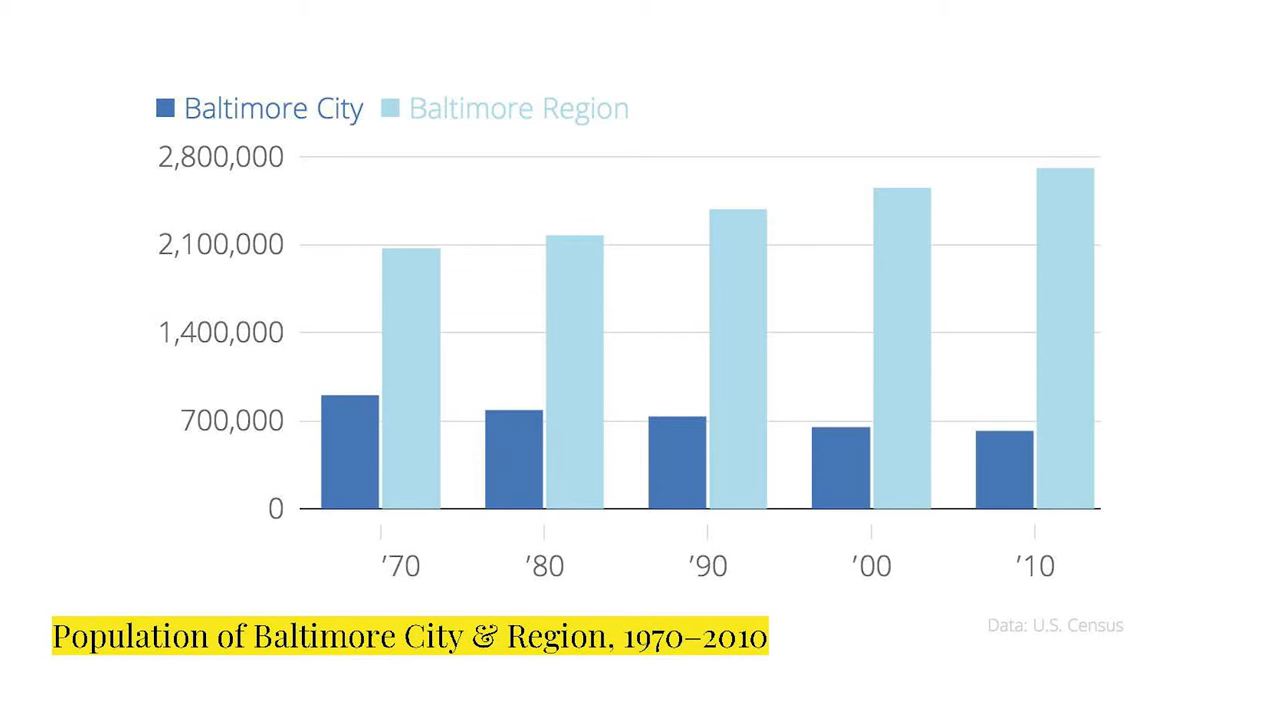 Baltimore City Baltimore Region
2,800,000
2,100,000
1,400,000
700,000
0
’70 ’80 ’90 ’00 ’10
Population of Baltimore City & Region, 1970–2010
Data: U.S. Census